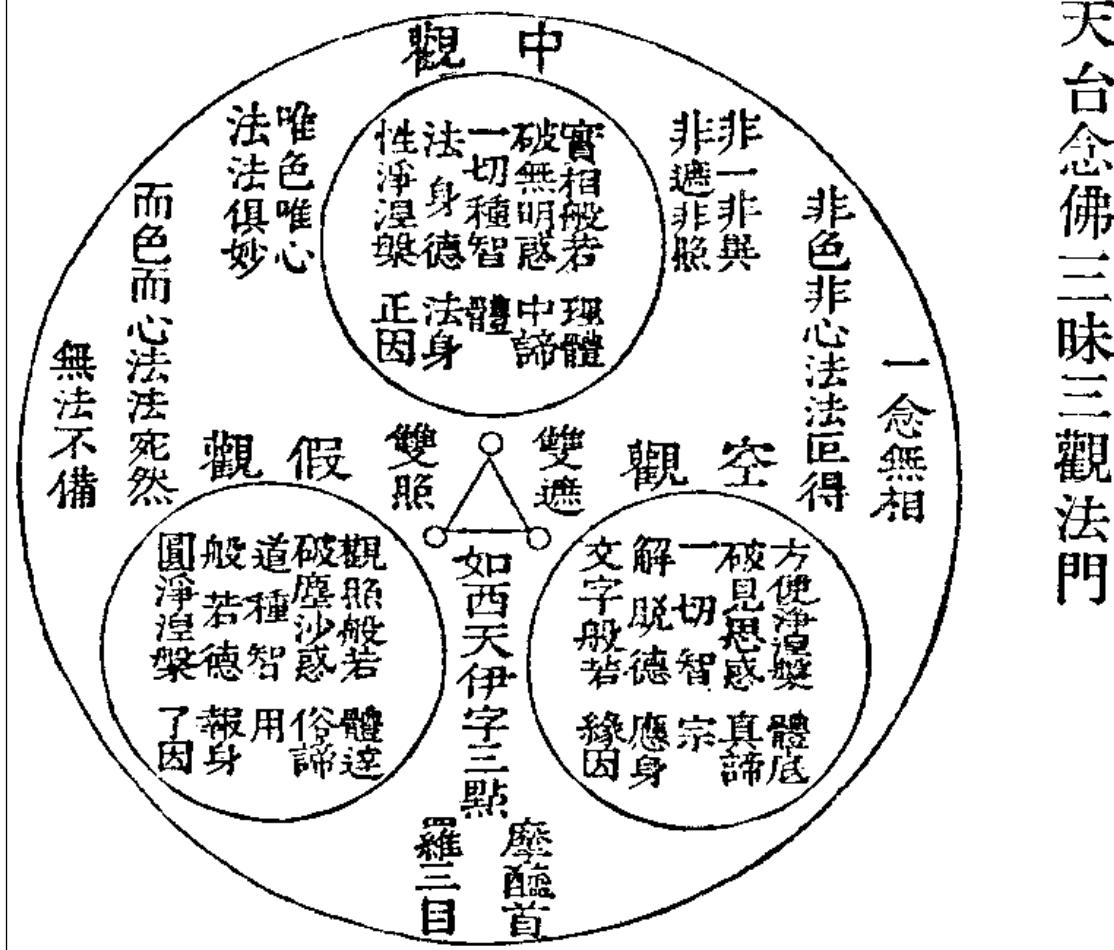 天台念佛三昧三觀法門
中觀
一念無相
非色非心法法叵得
非一非異
非遮非照
實相般若 理體
破無明惑 中諦
一切種智 體
法身德 法身
性淨涅槃 正因
唯色唯心
法法俱妙
而色而心法法宛然
無法不備
空觀
方便淨涅槃 體底
破見思惑 真諦
一切智 宗
解脱德 應身
文字般若 緣因
雙遮
雙照
如西天伊字三點
摩醯首
羅三目
假觀
觀照般若 體達
破塵沙惑 俗諦
道種智 用
般若德 報身
圓淨涅槃 了因